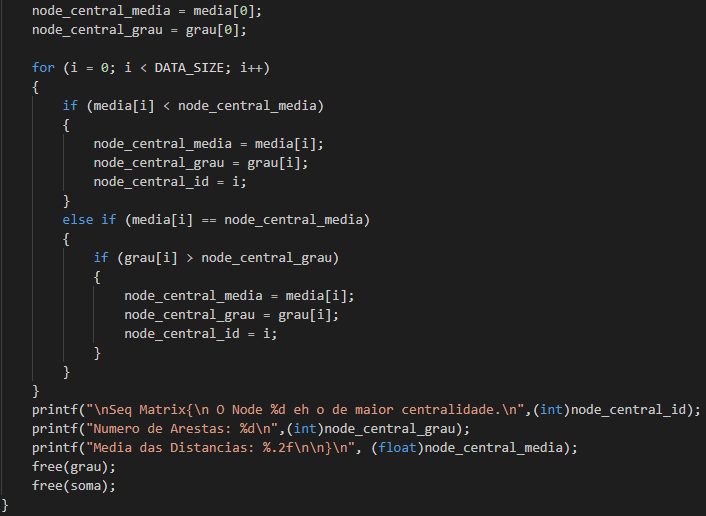 node_central_media = media[0];
node_central_grau = grau[0];
for (i = 0; i < DATA_SIZE; i++)
{
if (media[i] < node_central_media)
{
node_central_media = media[i];
node_central_grau = grau[i];
node_central_id = i;
}
else if (media[i] == node_central_media)
{
if (grau[i] > node_central_grau)
{
node_central_media = media[i];
node_central_grau = grau[i];
node_central_id = i;
}
}
}
printf("\nSeq Matrix{\n O Node %d eh o de maior centralidade.\n",(int)node_central_id);
printf("Numero de Arestas: %d\n",(int)node_central_grau);
printf("Media das Distancias: %.2f\n\n}\n", (float)node_central_media);
free(grau);
free(soma);
}